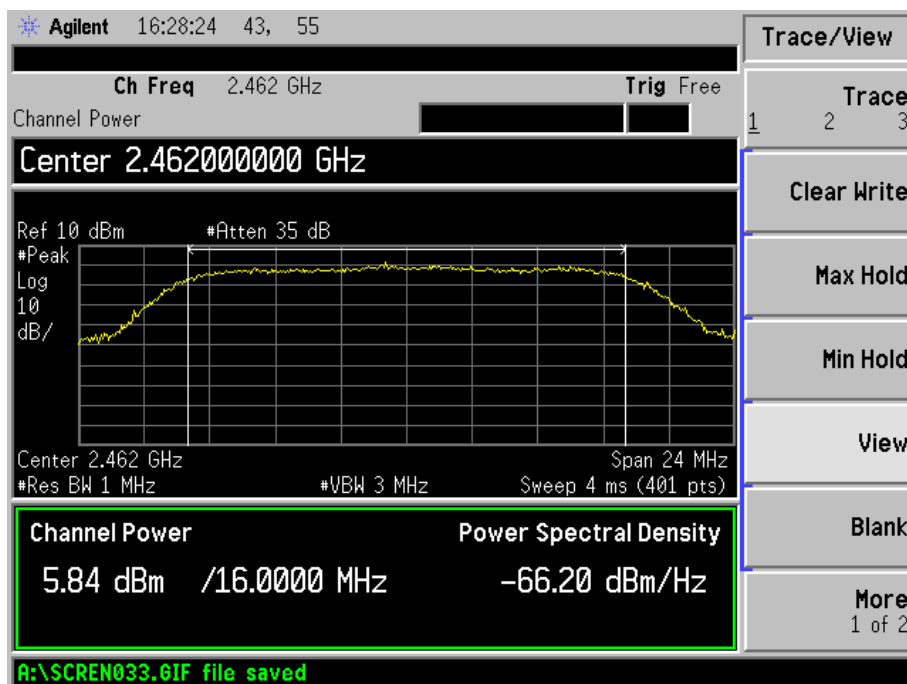 Agilent 16:28:24 43, 55
Trace/View
Ch Freq 2.462 GHz Trig Free
Channel Power
Trace
1 2 3
Center 2.462000000 GHz
Clear Write
Ref 10 dBm #Atten 35 dB
#Peak
Log
10
dB/
Max Hold
Min Hold
View
Center 2.462 GHz Span 24 MHz
#Res BW 1 MHz #VBW 3 MHz Sweep 4 ms (401 pts)
Channel Power Power Spectral Density
5.84 dBm /16.0000 MHz -66.20 dBm/Hz
Blank
More
1 of 2
A:\SCREN033.GIF file saved